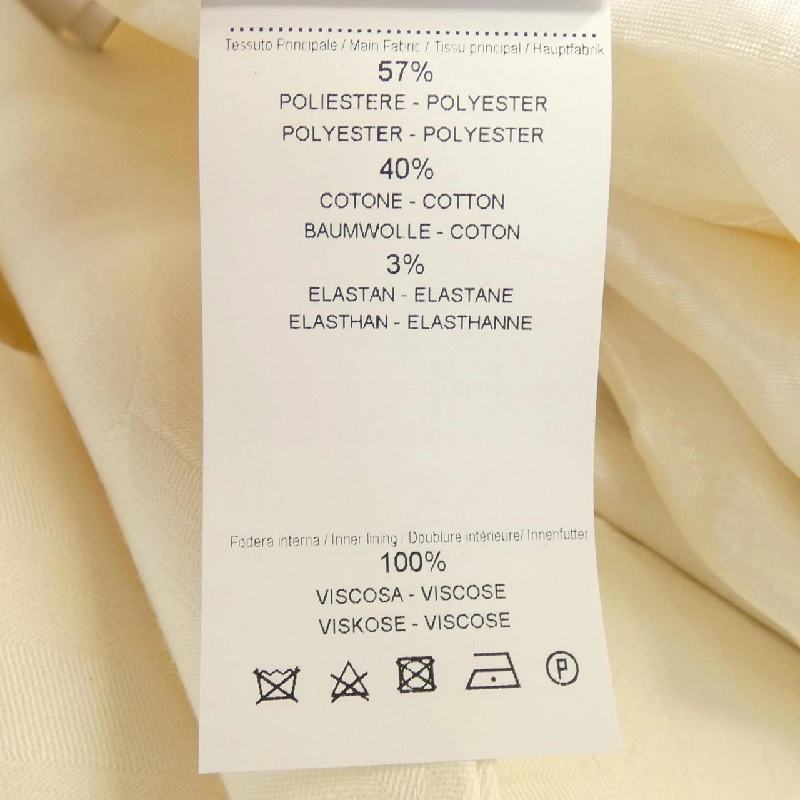 Tessuto Principale / Main Fabric / Tissu principal / Hauptfabrik
57%
POLIESTERE - POLYESTER
POLYESTER - POLYESTER
40%
COTONE - COTTON
BAUMWOLLE - COTON
3%
ELASTAN - ELASTANE
ELASTHAN - ELASTHANNE
Fodera interna / Inner lining / Doublure intérieure/ Innenfutter
100%
VISCOSA - VISCOSE
VISKOSE - VISCOSE
P